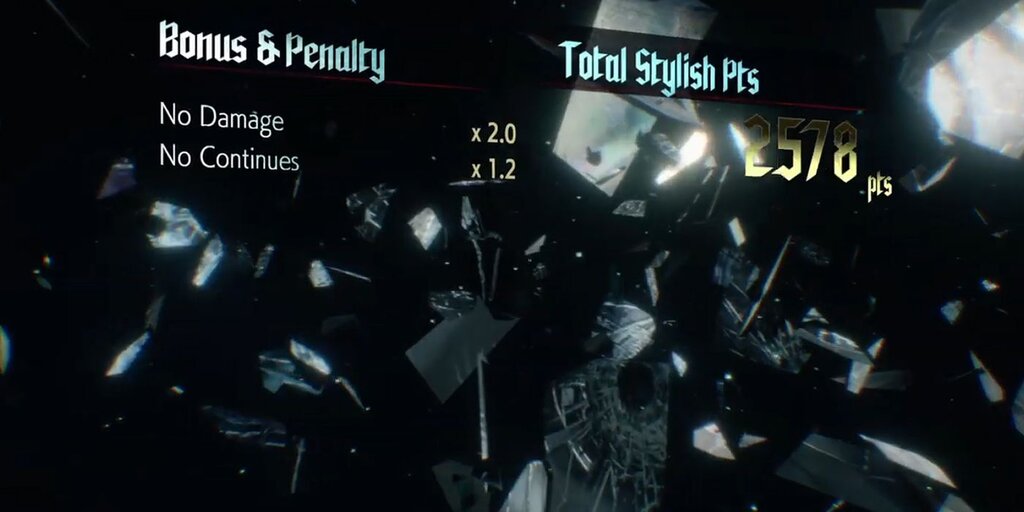 Bonus & Penalty
No Damage x 2.0
No Continues x 1.2
Total Stylish Pts
2578 pts